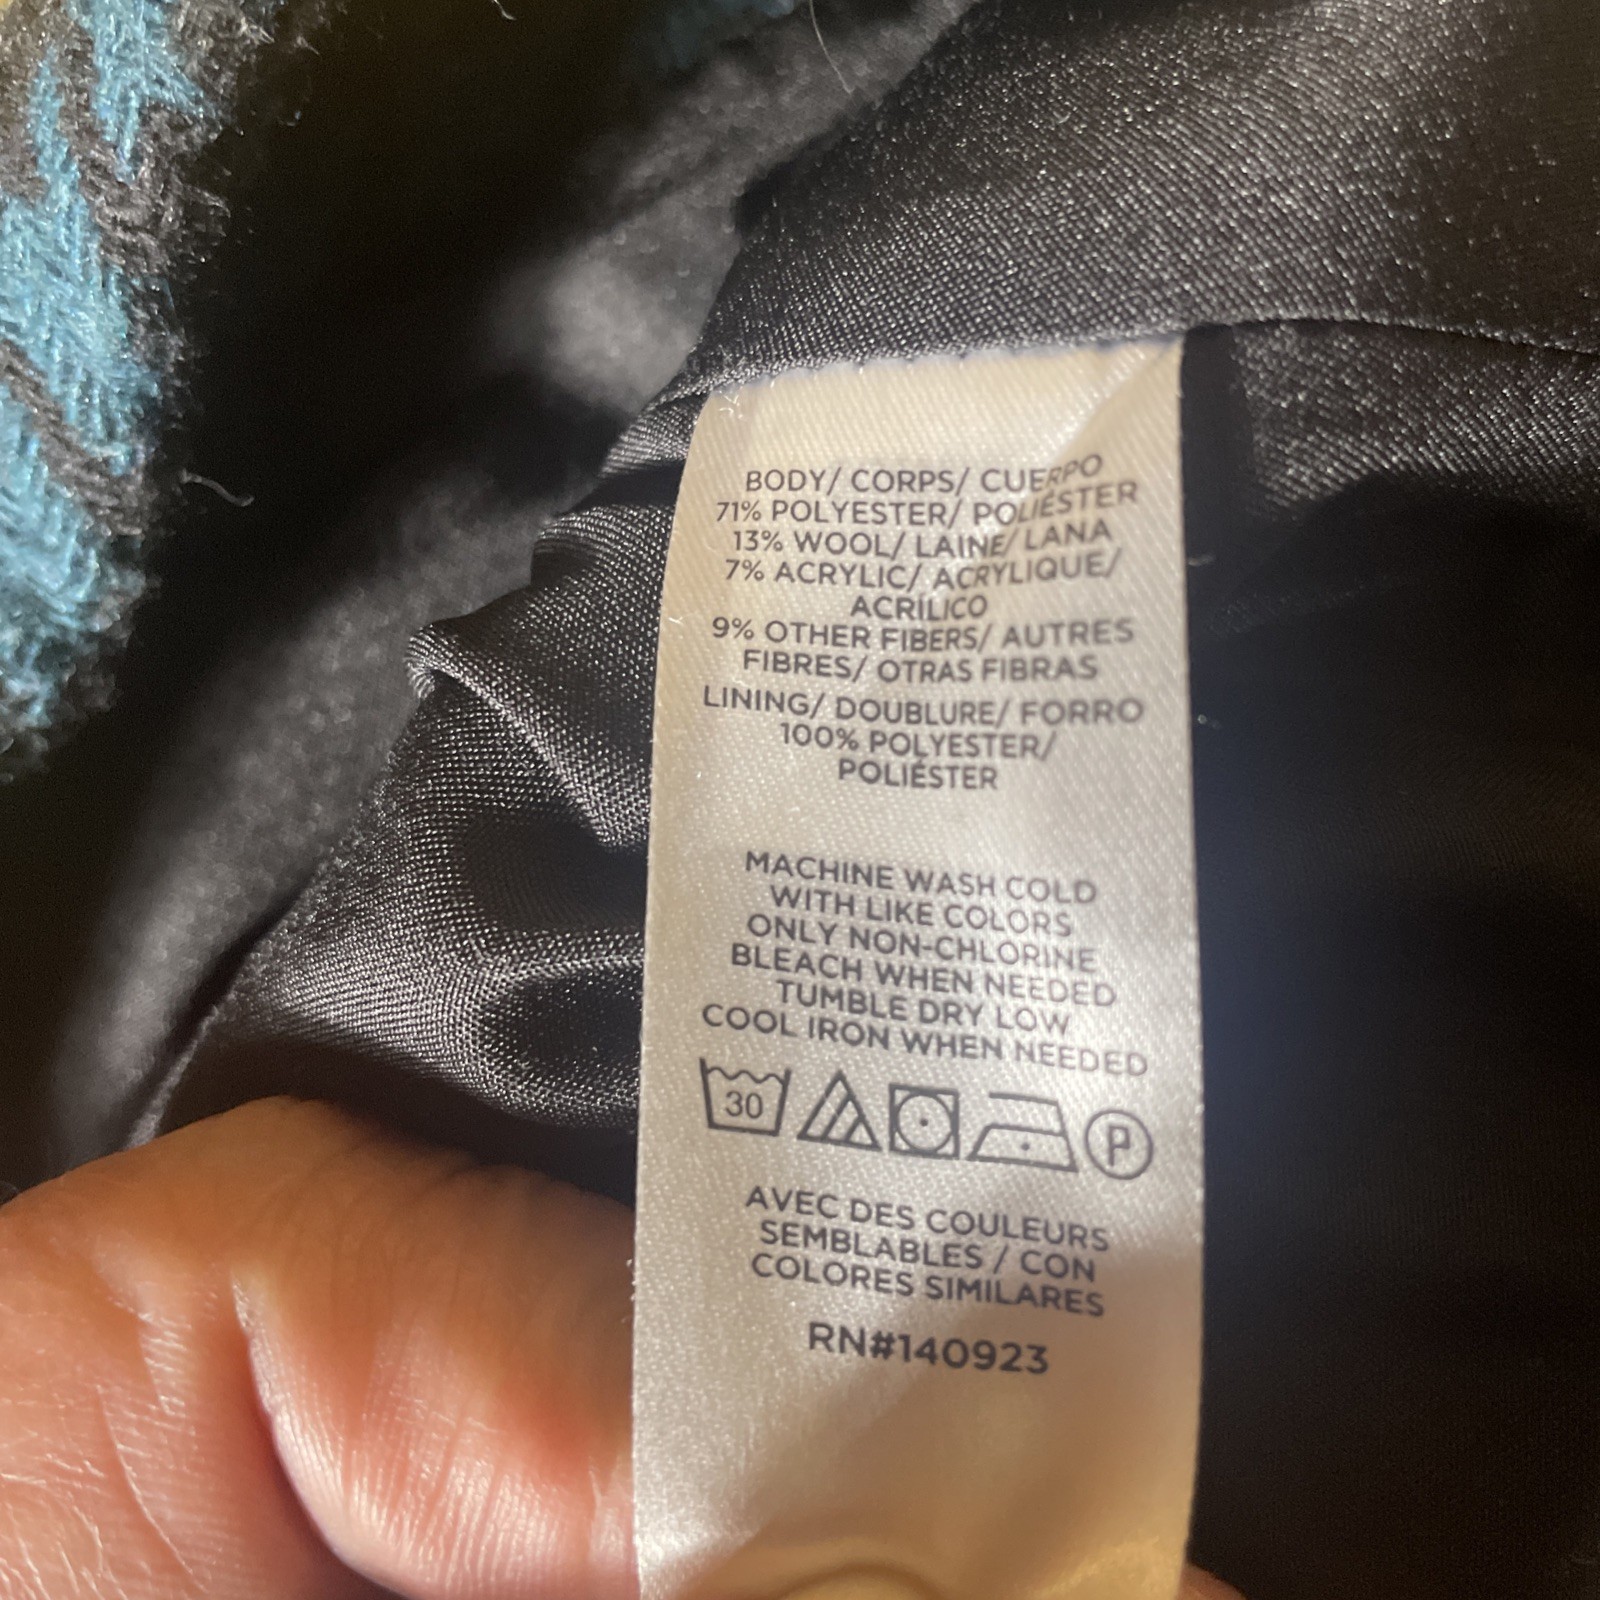 BODY/ CORPS/ CUERPO
71% POLYESTER/ POLIÉSTER
13% WOOL/ LAINE/ LANA
7% ACRYLIC/ ACRYLIQUE/
ACRÍLICO
9% OTHER FIBERS/ AUTRES
FIBRES/ OTRAS FIBRAS
LINING/ DOUBLURE/ FORRO
100% POLYESTER/
POLIÉSTER
MACHINE WASH COLD
WITH LIKE COLORS
ONLY NON-CHLORINE
BLEACH WHEN NEEDED
TUMBLE DRY LOW
COOL IRON WHEN NEEDED
30 P
AVEC DES COULEURS
SEMBLABLES / CON
COLORES SIMILARES
RN#140923